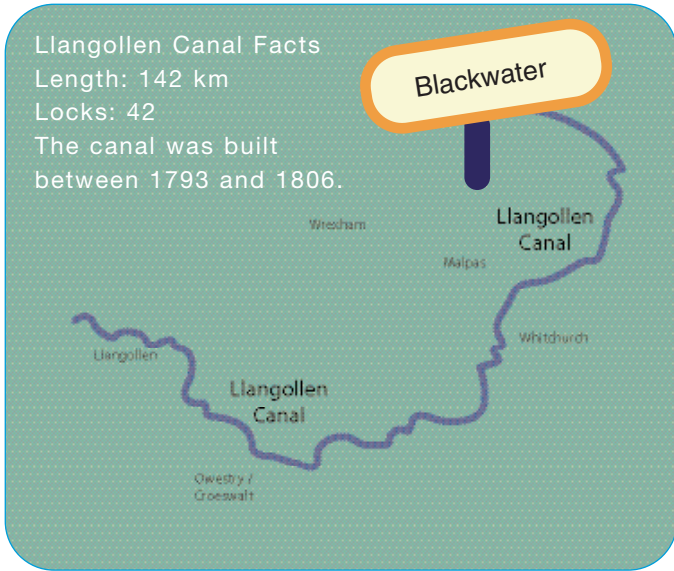 Llangollen Canal Facts
Length: 142 km
Locks: 42
The canal was built
between 1793 and 1806.
Blackwater
Wrexham
Llangollen
Canal
Malpas
Whitchurch
Llangollen
Llangollen
Canal
Owestry /
Croeswallt